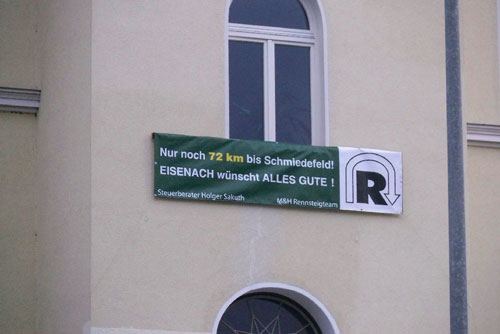 Nur noch 72 km bis Schmiedefeld!
EISENACH wünscht ALLES GUTE !
Steuerberater Holger Sakuth M&H Rennsteigteam
R